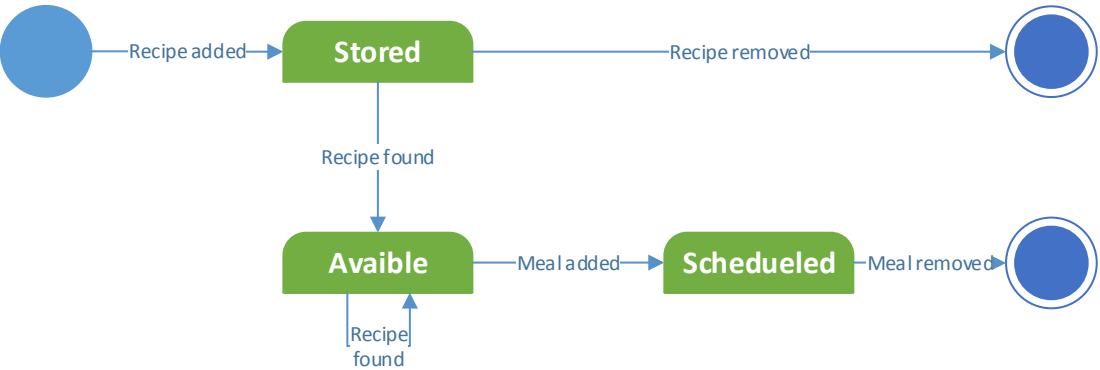 Recipe added
Stored
Recipe removed
Recipe found
Avaible
Meal added
Schedueled
Meal removed
Recipe
found